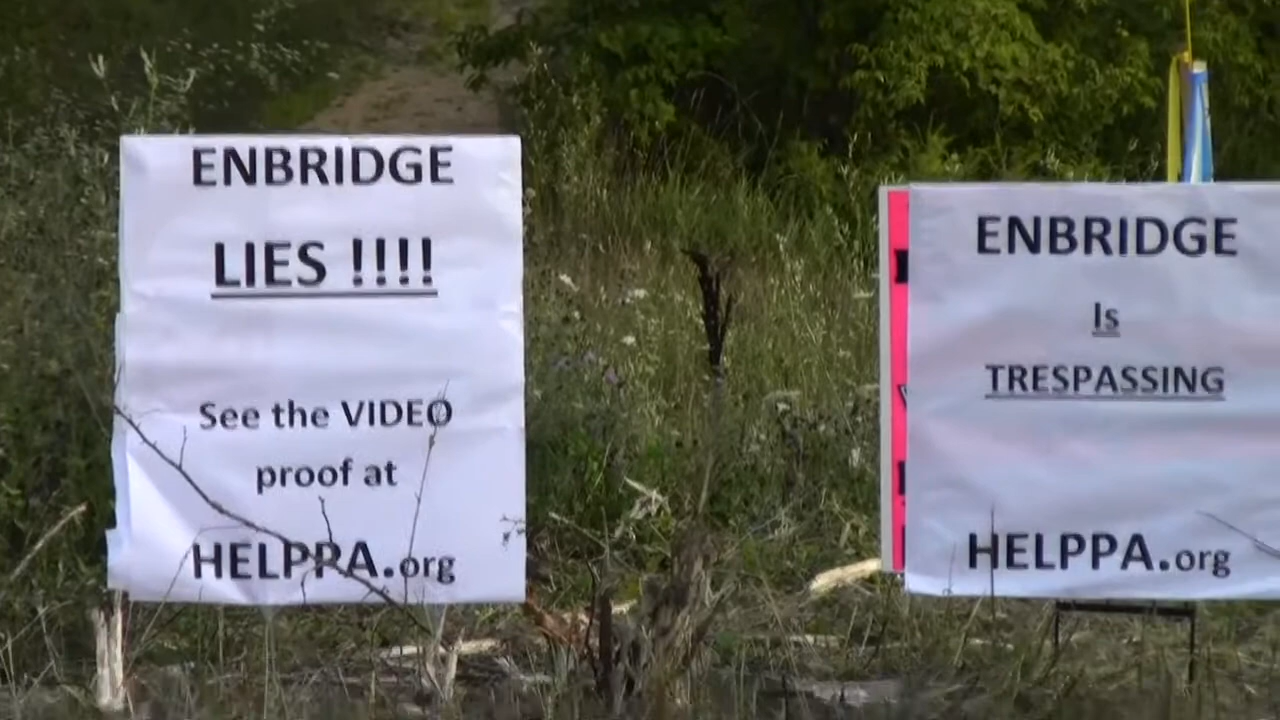 ENBRIDGE
LIES !!!!
See the VIDEO
proof at
HELPPA.org
ENBRIDGE
Is
TRESPASSING
HELPPA.org